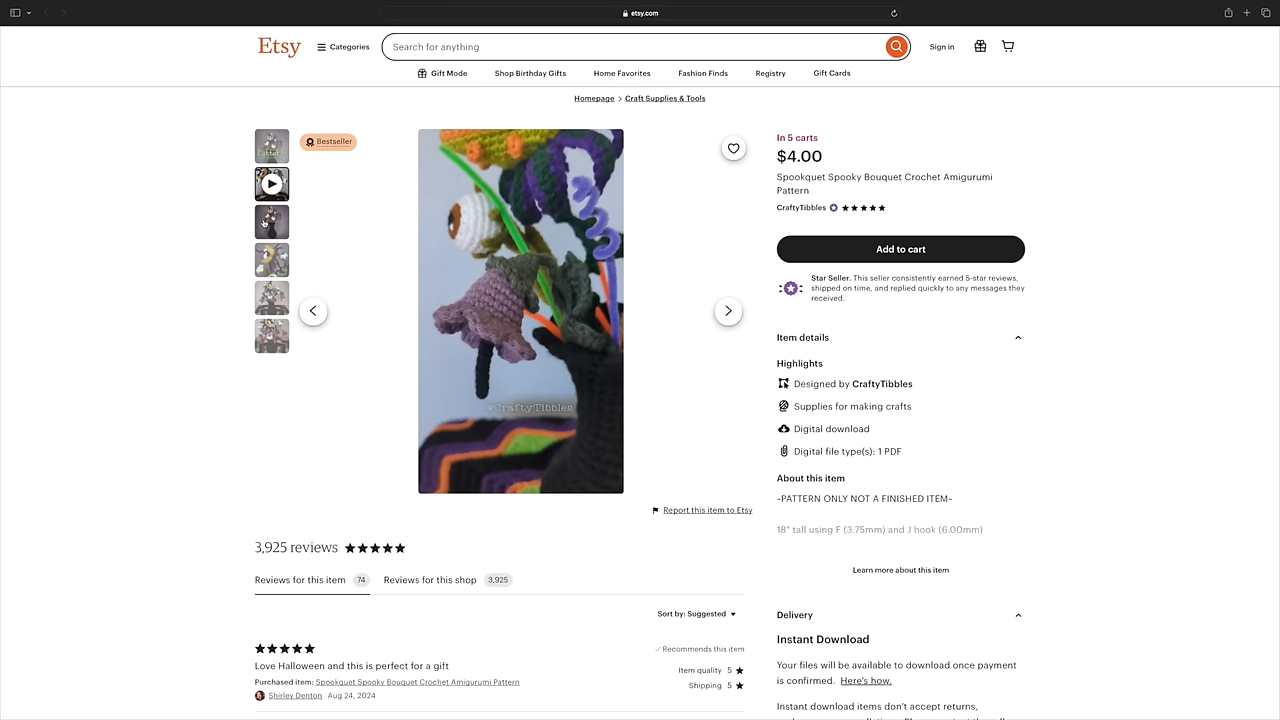 etsy.com
Etsy
Categories
Search for anything
Sign in
Gift Mode
Shop Birthday Gifts
Home Favorites
Fashion Finds
Registry
Gift Cards
Homepage > Craft Supplies & Tools
Pattern
Bestseller
@CraftyTibbles
Report this item to Etsy
In 5 carts
$4.00
Spookquet Spooky Bouquet Crochet Amigurumi
Pattern
CraftyTibbles
Add to cart
Star Seller. This seller consistently earned 5-star reviews,
shipped on time, and replied quickly to any messages they
received.
Item details
Highlights
Designed by CraftyTibbles
Supplies for making crafts
Digital download
Digital file type(s): 1 PDF
About this item
~PATTERN ONLY NOT A FINISHED ITEM~
18" tall using F (3.75mm) and J hook (6.00mm)
Learn more about this item
Delivery
Instant Download
Your files will be available to download once payment
is confirmed. Here's how.
Instant download items don't accept returns,
3,925 reviews
Reviews for this item 74
Reviews for this shop 3,925
Sort by: Suggested
Love Halloween and this is perfect for a gift
Purchased item: Spookquet Spooky Bouquet Crochet Amigurumi Pattern
Shirley Denton Aug 24, 2024
Recommends this item
Item quality 5
Shipping 5